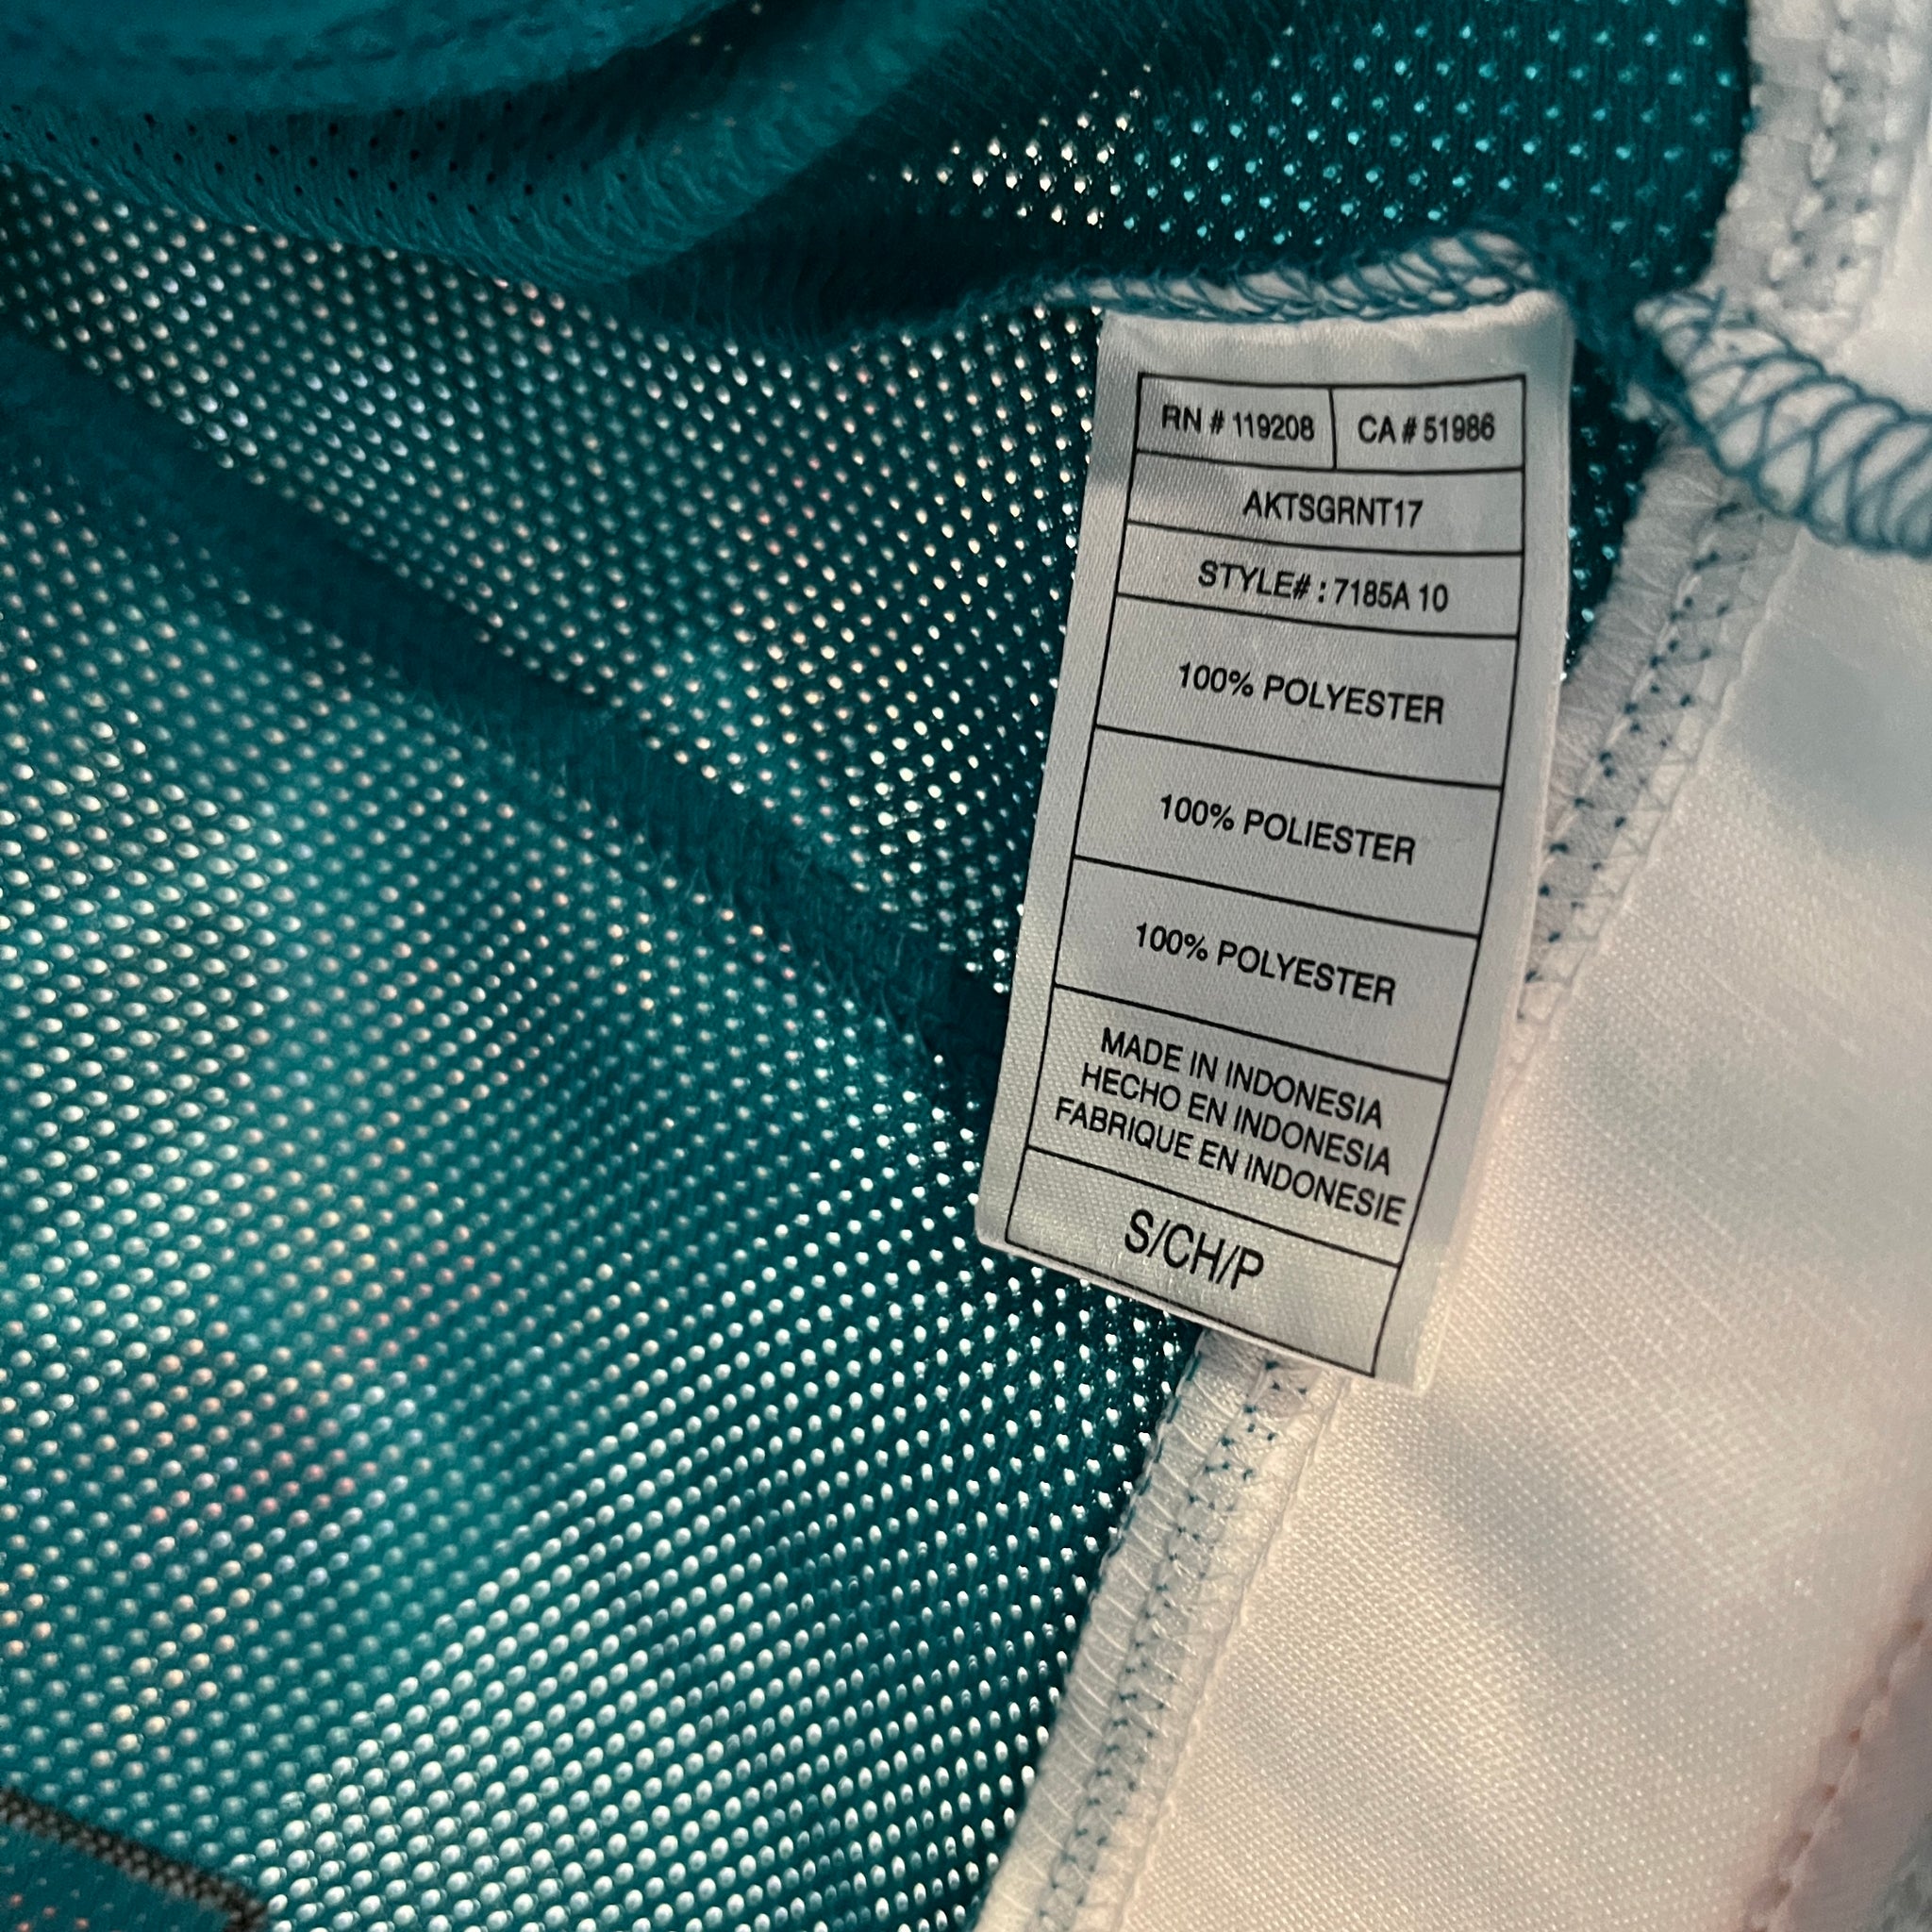 RN # 119208 CA # 51986
AKTSGRNT17
STYLE# : 7185A 10
100% POLYESTER
100% POLIESTER
100% POLYESTER
MADE IN INDONESIA
HECHO EN INDONESIA
FABRIQUE EN INDONESIE
S/CH/P